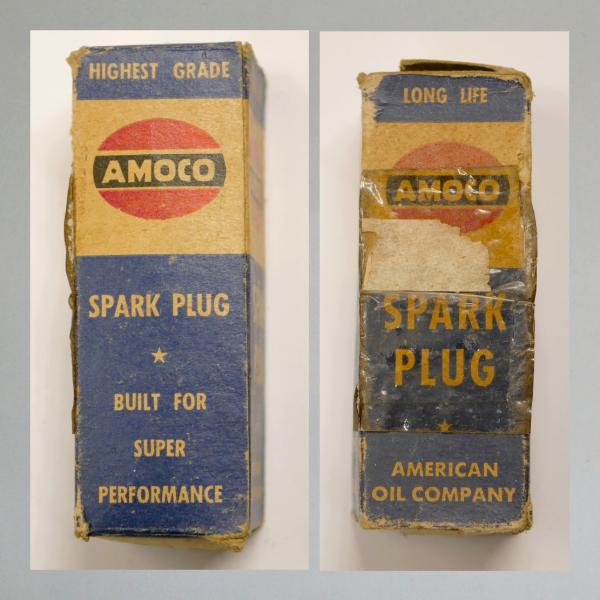 HIGHEST GRADE
AMOCO
SPARK PLUG
BUILT FOR
SUPER
PERFORMANCE
LONG LIFE
AMOCO
SPARK
PLUG
AMERICAN
OIL COMPANY